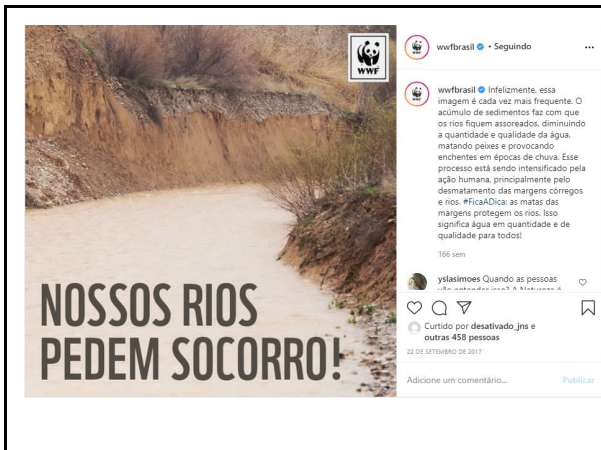 WWF
NOSSOS RIOS
PEDEM SOCORRO!
wwfbrasil • Seguindo
wwfbrasil Infelizmente, essa
imagem é cada vez mais frequente. O
acúmulo de sedimentos faz com que
os rios fiquem assoreados, diminuindo
a quantidade e qualidade da água,
matando peixes e provocando
enchentes em épocas de chuva. Esse
processo está sendo intensificado pela
ação humana, principalmente pelo
desmatamento das margens córregos
e rios. #FicaADica: as matas das
margens protegem os rios. Isso
significa água em quantidade e de
qualidade para todos!
166 sem
yslasimoes Quando as pessoas
Curtido por desativado_jns e
outras 458 pessoas
22 DE SETEMBRO DE 2017
Adicione um comentário...
Publicar